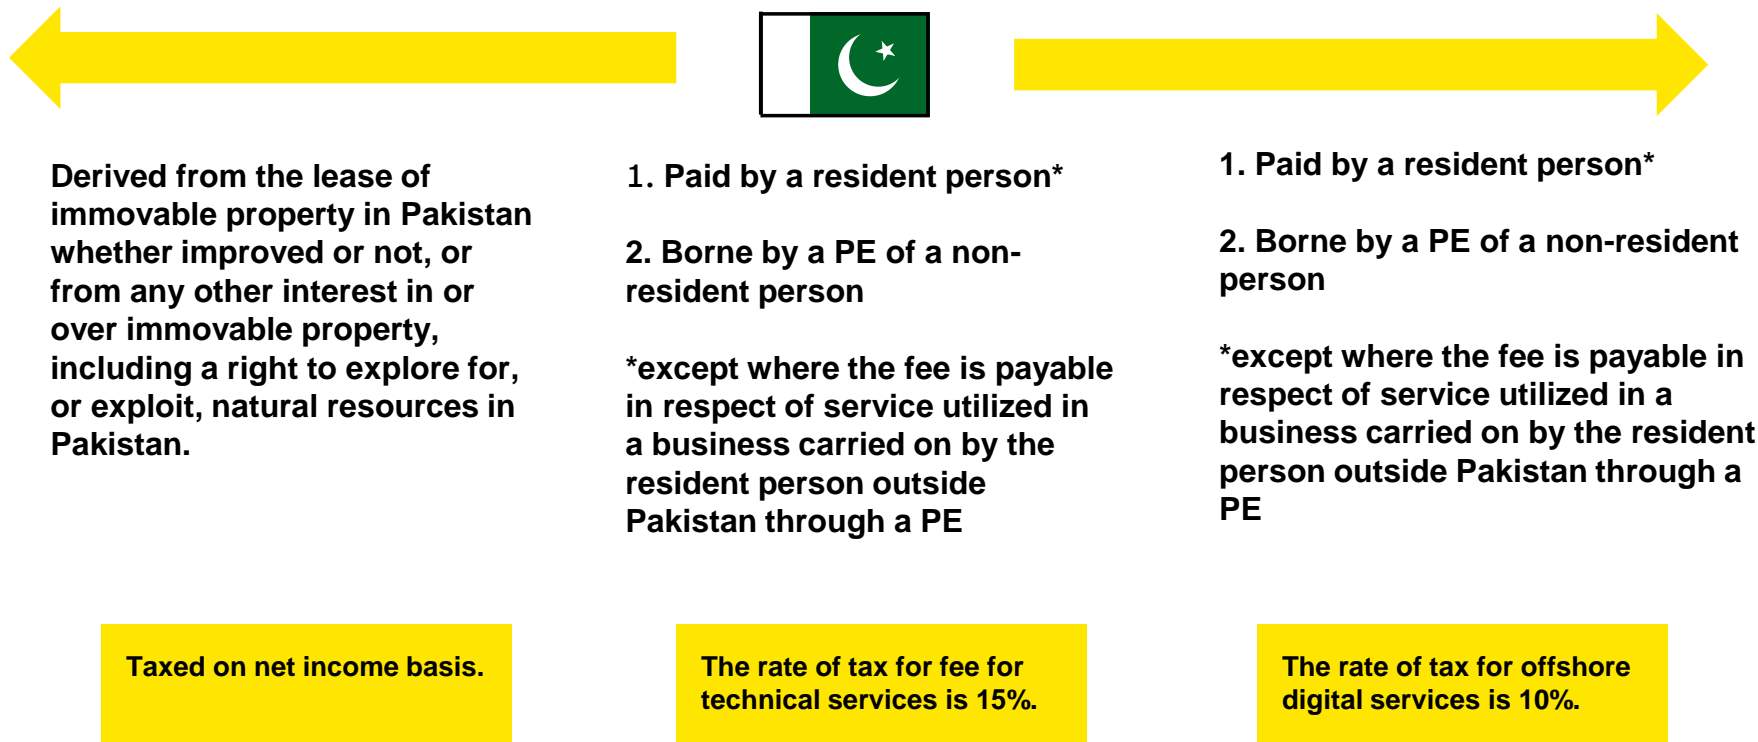 Derived from the lease of
immovable property in Pakistan
whether improved or not, or
from any other interest in or
over immovable property,
including a right to explore for,
or exploit, natural resources in
Pakistan.
Taxed on net income basis.
1. Paid by a resident person*
2. Borne by a PE of a non-
resident person
*except where the fee is payable
in respect of service utilized in
a business carried on by the
resident person outside
Pakistan through a PE
The rate of tax for fee for
technical services is 15%.
1. Paid by a resident person*
2. Borne by a PE of a non-resident
person
*except where the fee is payable in
respect of service utilized in a
business carried on by the resident
person outside Pakistan through a
PE
The rate of tax for offshore
digital services is 10%.